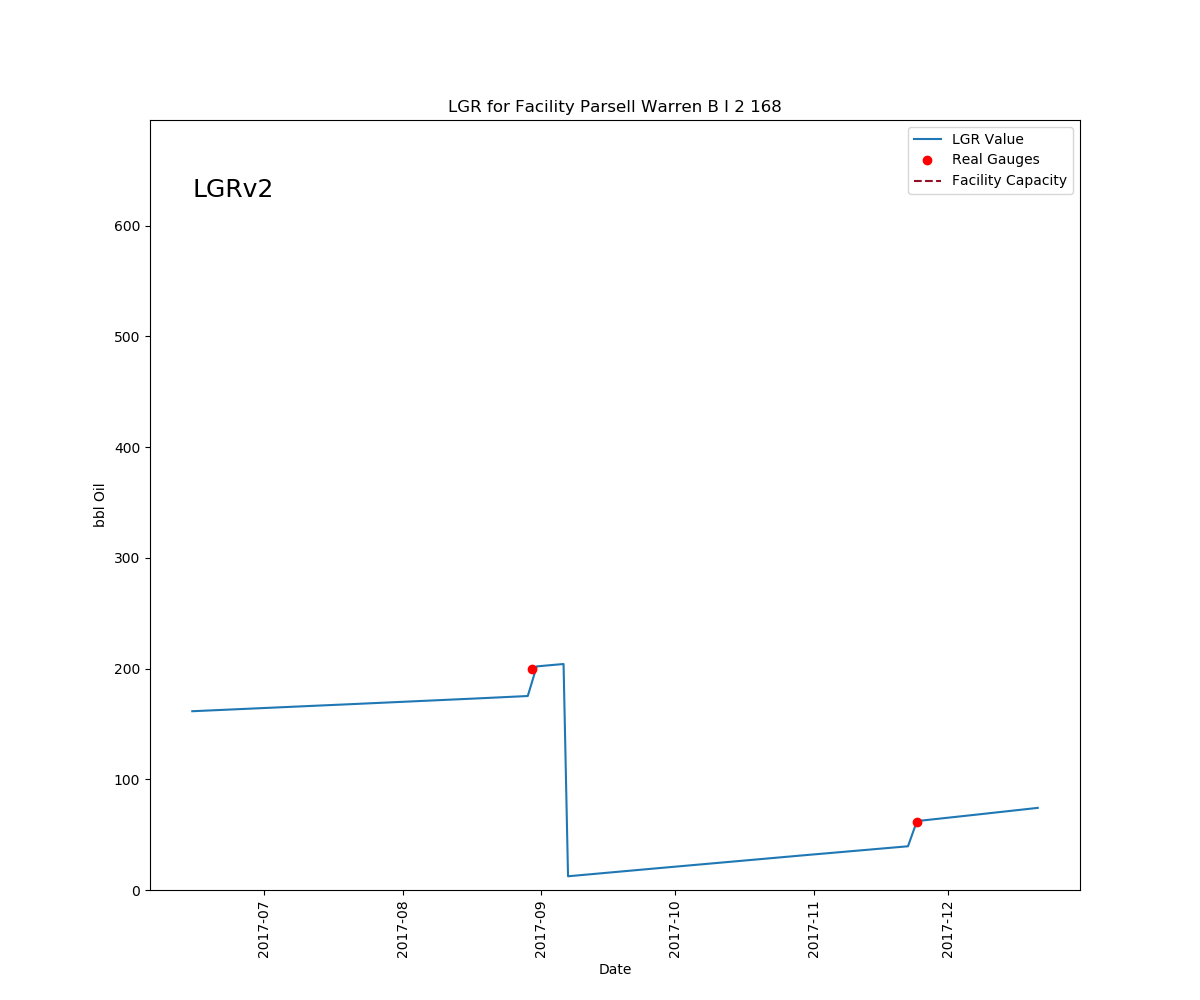 LGR for Facility Parsell Warren B I 2 168
LGR Value
Real Gauges
Facility Capacity
LGRv2
600
500
400
300
200
100
0
bbl Oil
2017-07
2017-08
2017-09
2017-10
2017-11
2017-12
Date